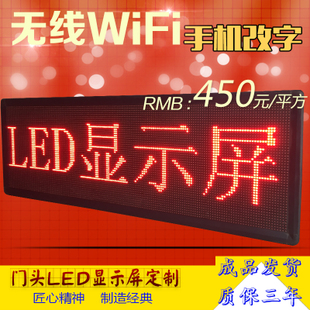 无线WiFi 手机改字
RMB:450元/平方
LED显示屏
门头LED显示屏定制
匠心精神 制造经典
成品发货
质保三年